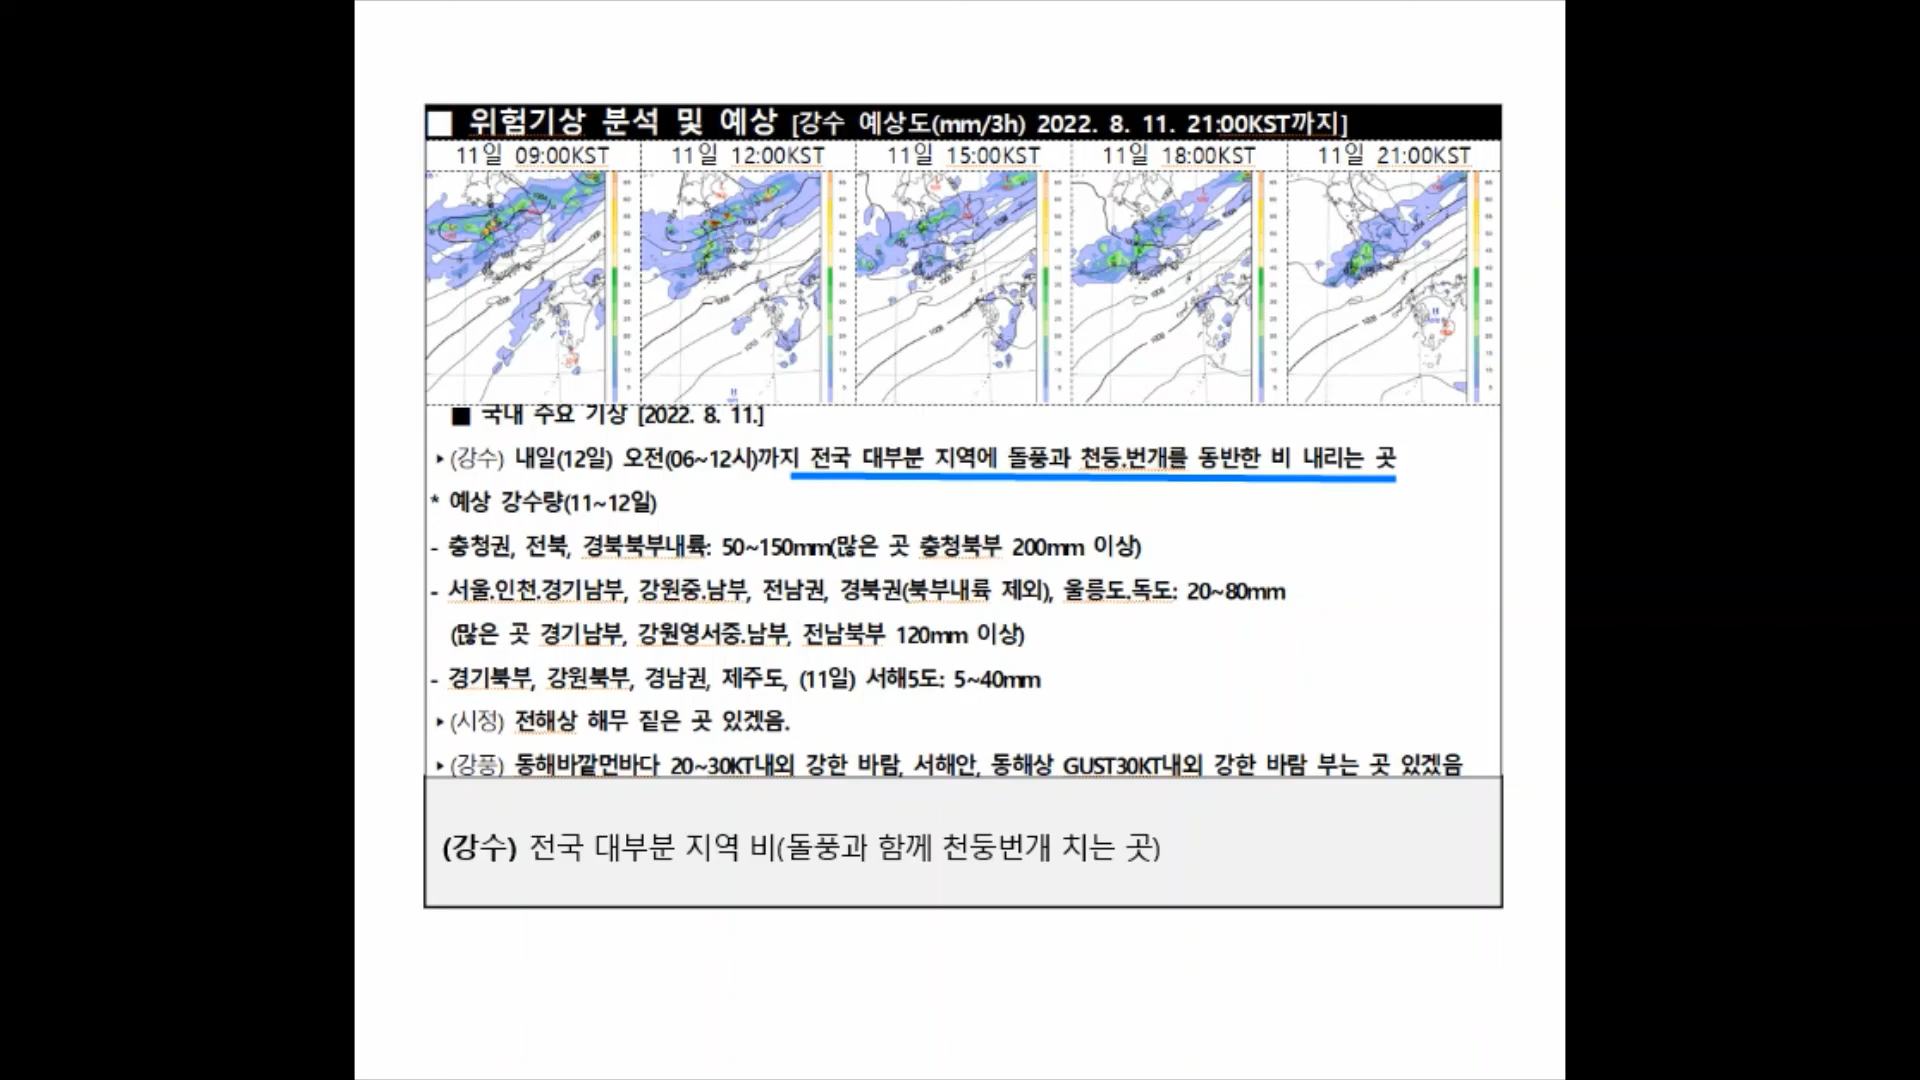 ■ 위험기상 분석 및 예상 [강수 예상도(mm/3h) 2022. 8. 11. 21:00KST까지]
11일 09:00KST 11일 12:00KST 11일 15:00KST 11일 18:00KST 11일 21:00KST
■ 국내 주요 기상 [2022. 8. 11.]
‣(강수) 내일(12일) 오전(06~12시)까지 전국 대부분 지역에 돌풍과 천둥.번개를 동반한 비 내리는 곳
* 예상 강수량(11~12일)
- 충청권, 전북, 경북북부내륙: 50~150mm(많은 곳 충청북부 200mm 이상)
- 서울.인천.경기남부, 강원중.남부, 전남권, 경북권(북부내륙 제외), 울릉도.독도: 20~80mm
(많은 곳 경기남부, 강원영서중.남부, 전남북부 120mm 이상)
- 경기북부, 강원북부, 경남권, 제주도, (11일) 서해5도: 5~40mm
‣(시정) 전해상 해무 짙은 곳 있겠음.
‣(강풍) 동해바깥먼바다 20~30KT내외 강한 바람, 서해안, 동해상 GUST30KT내외 강한 바람 부는 곳 있겠음
(강수) 전국 대부분 지역 비(돌풍과 함께 천둥번개 치는 곳)